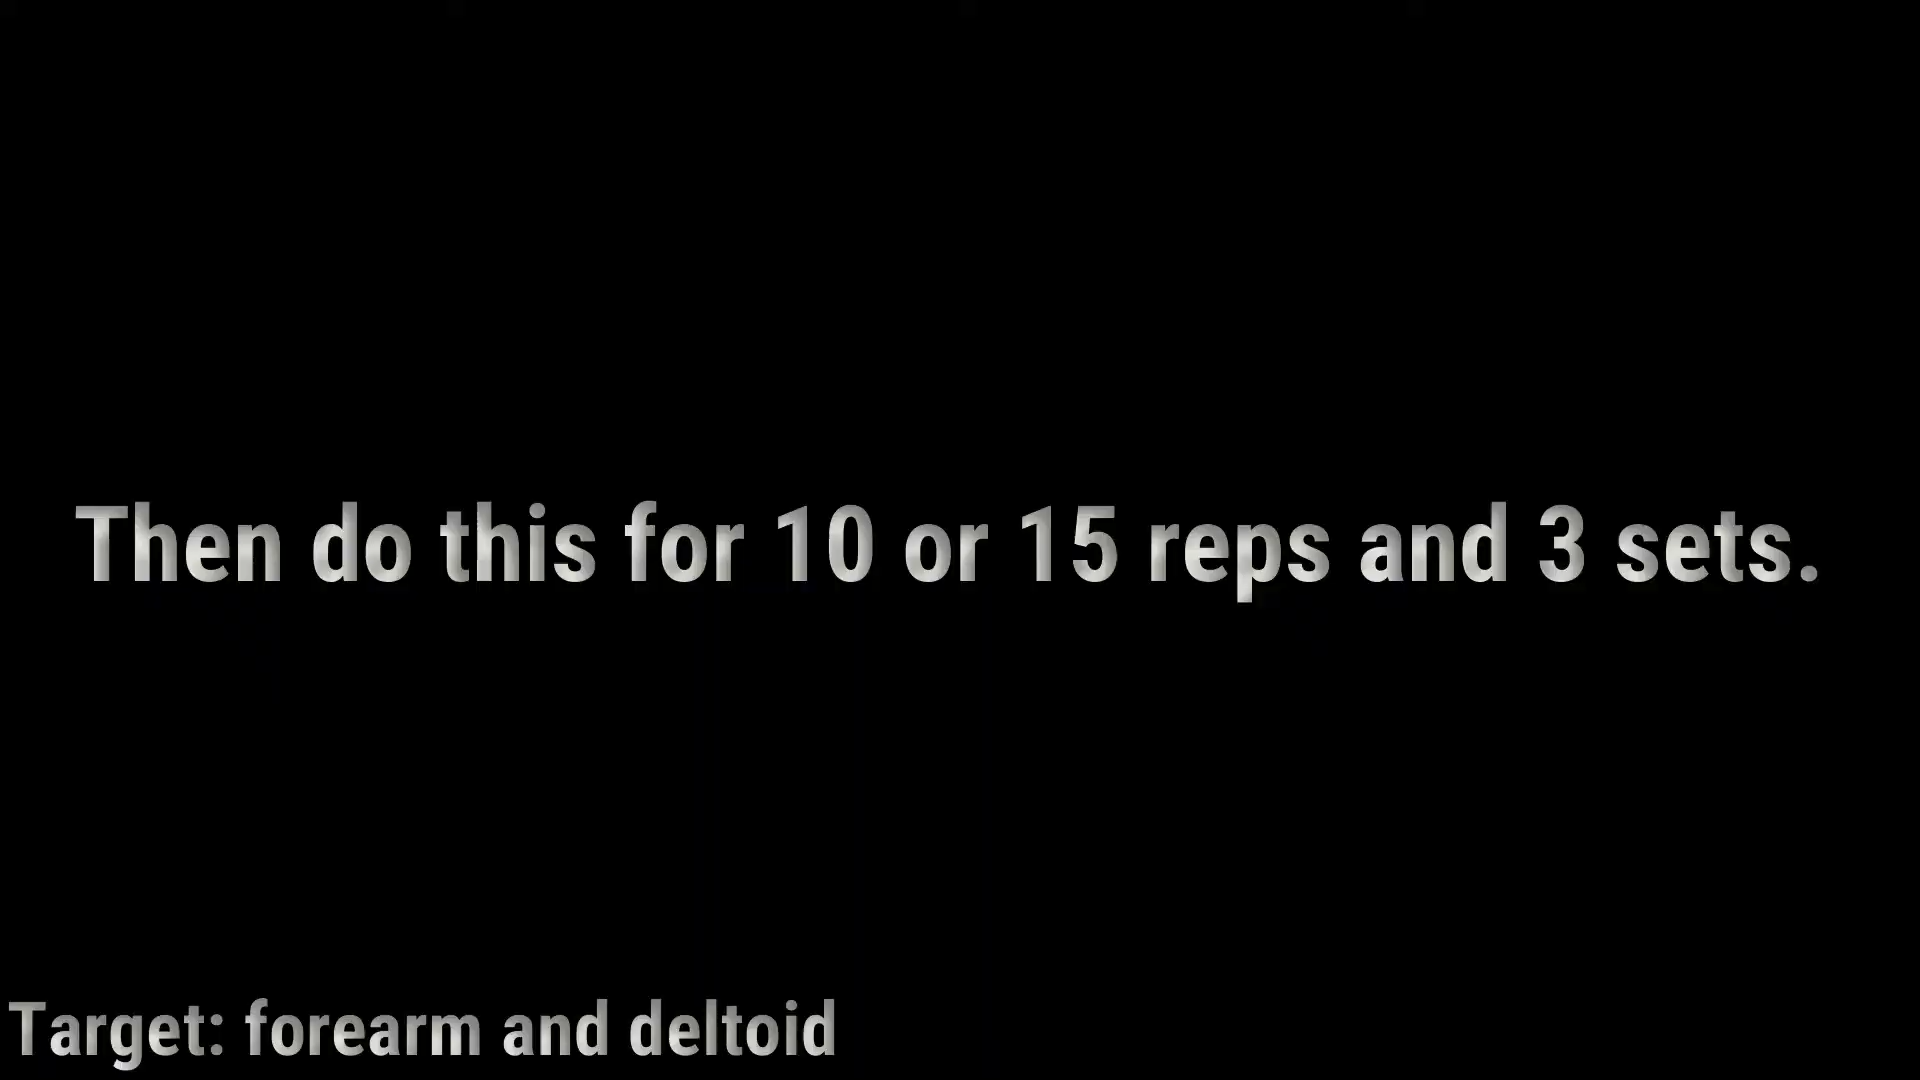 Then do this for 10 or 15 reps and 3 sets.
Target: forearm and deltoid